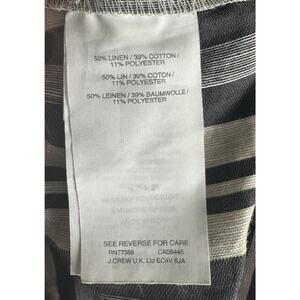 50% LINEN / 39% COTTON /
11% POLYESTER
50% LIN / 39% COTON /
11% POLYESTER
50% LEINEN / 39% BAUMWOLLE /
11% POLYESTER
SEE REVERSE FOR CARE
RN77388 CA58445
J.CREW U.K. Ltd EC4V 6JA